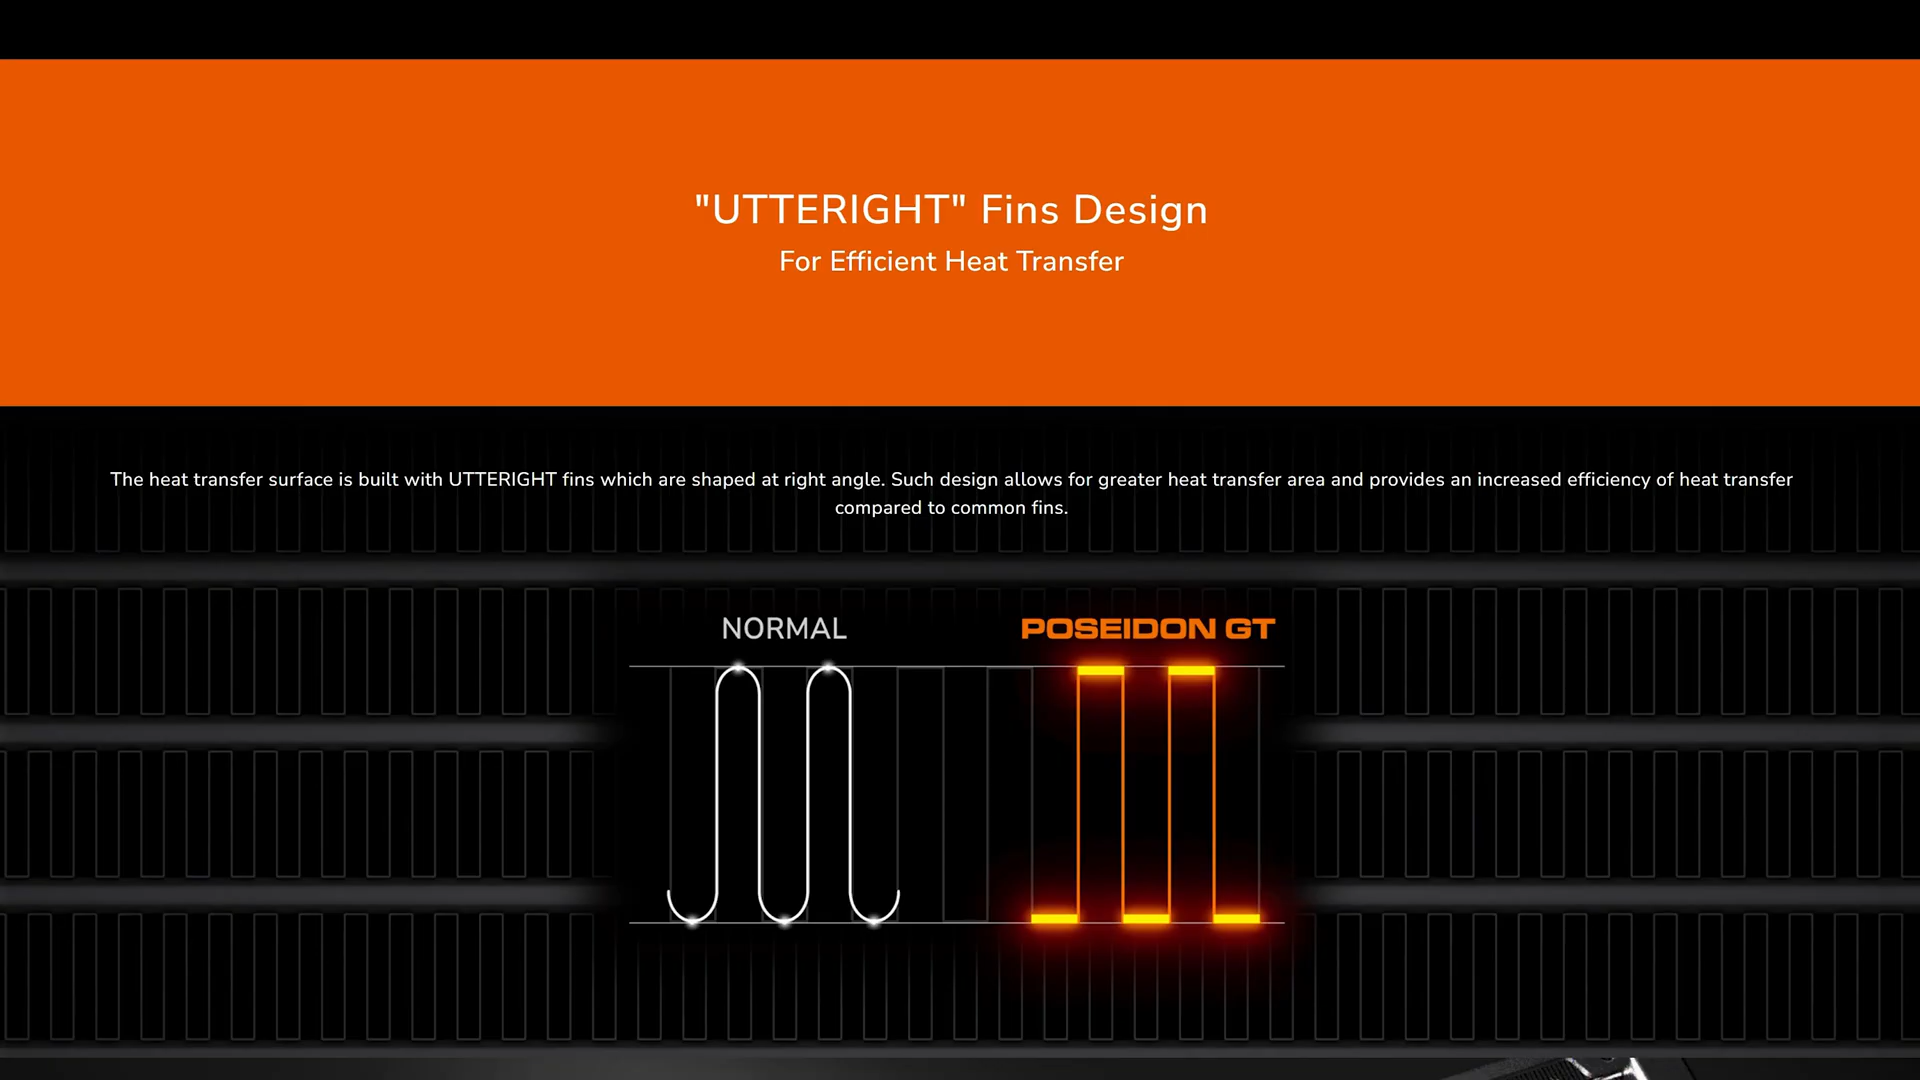 "UTTERIGHT" Fins Design
For Efficient Heat Transfer
The heat transfer surface is built with UTTERIGHT fins which are shaped at right angle. Such design allows for greater heat transfer area and provides an increased efficiency of heat transfer
compared to common fins.
NORMAL
POSEIDON GT